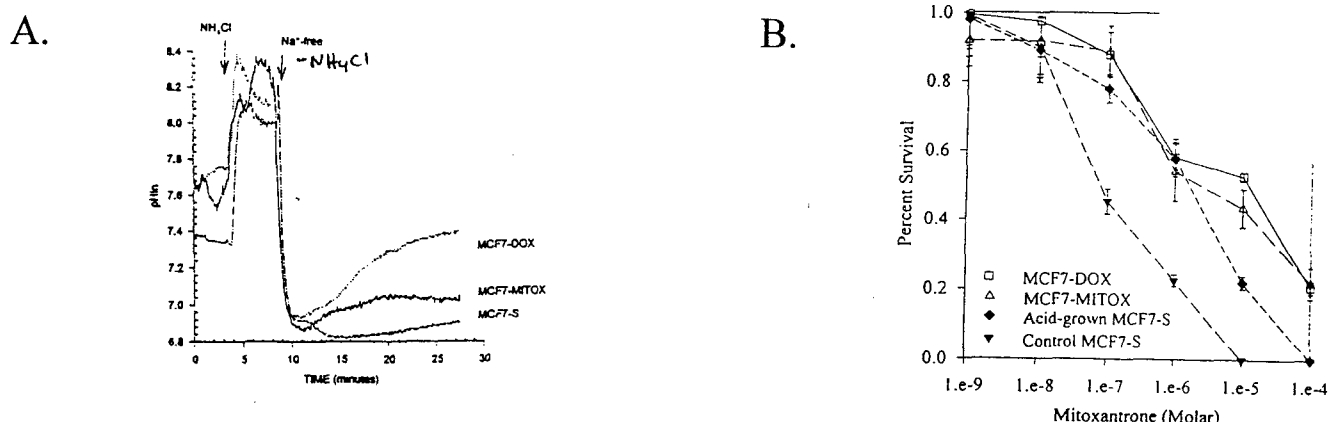 A.
NH₄Cl
Na⁺-free
-NH4Cl
8.4
8.2
8.0
7.8
7.6
7.4
7.2
7.0
6.8
pHin
MCF7-DOX
MCF7-MITOX
MCF7-S
0
5
10
15
20
25
30
TIME (minutes)
B.
1.0
0.8
0.6
0.4
0.2
0.0
Percent Survival
MCF7-DOX
MCF7-MITOX
Acid-grown MCF7-S
Control MCF7-S
1.e-9
1.e-8
1.e-7
1.e-6
1.e-5
1.e-4
Mitoxantrone (Molar)